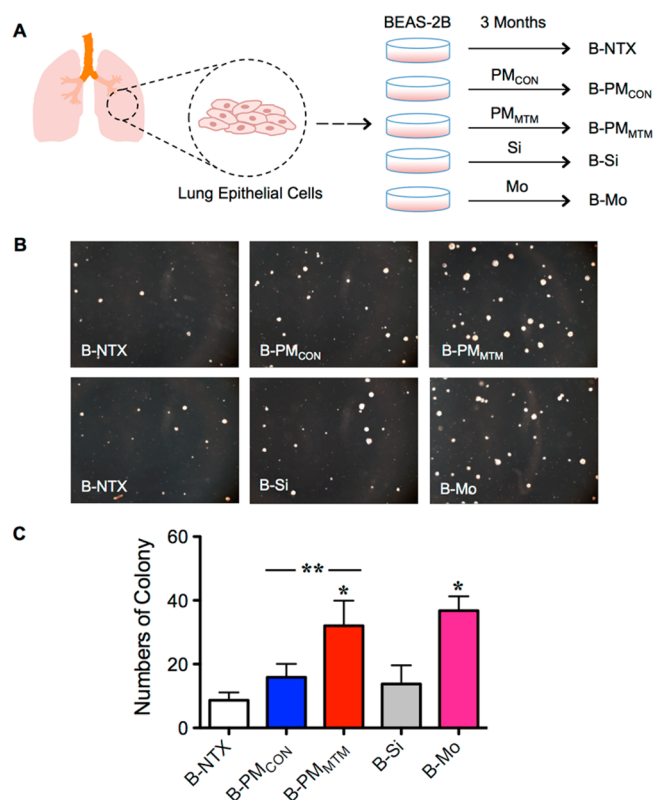 A
BEAS-2B 3 Months
B-NTX
PMCON
B-PMCON
PMMTM
B-PMMTM
Si
B-Si
Mo
B-Mo
Lung Epithelial Cells
B
B-NTX B-PMCON B-PMMTM
B-NTX B-Si B-Mo
C
Numbers of Colony
60
40
20
0
**
*
*
B-NTX B-PMCON B-PMMTM B-Si B-Mo